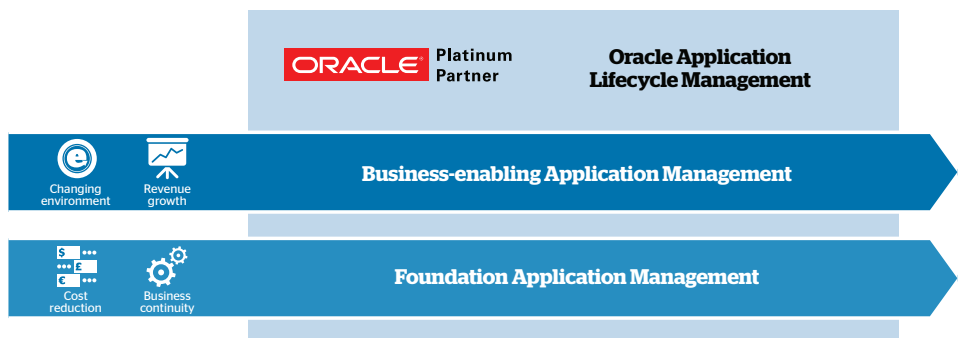 ORACLE
Platinum
Partner
Oracle Application
Lifecycle Management
Changing
environment
Revenue
growth
Business-enabling Application Management
$
£
€
Cost
reduction
Business
continuity
Foundation Application Management